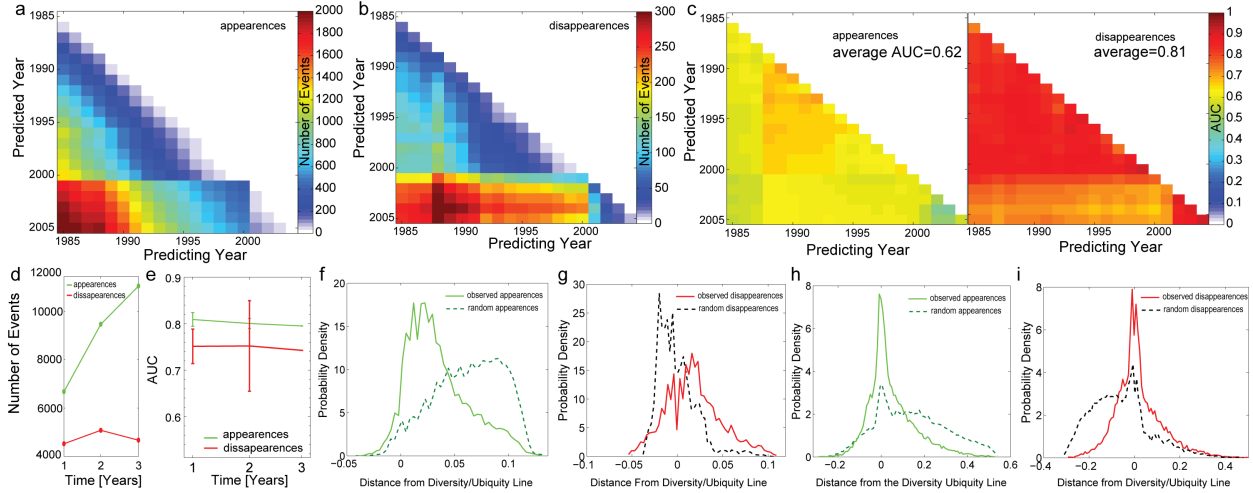 a
appearences
Predicted Year
1985
1990
1995
2000
2005
1985
1990
1995
2000
Predicting Year
2000
1800
1600
1400
1200
1000
800
600
400
200
0
Number of Events
b
disappearences
1985
1990
1995
2000
2005
1985
1990
1995
2000
Predicting Year
300
250
200
150
100
50
0
Number of Events
c
Predicted Year
1985
1990
1995
2000
2005
appearences
average AUC=0.62
1985
1990
1995
2000
Predicting Year
disappearences
average=0.81
1985
1990
1995
2000
Predicting Year
1
0.9
0.8
0.7
0.6
0.5
0.4
0.3
0.2
0.1
0
AUC
d
Number of Events
12000
10000
8000
6000
4000
appearences
dissapearences
1
2
3
Time [Years]
e
AUC
0.9
0.8
0.7
0.6
appearences
dissapearences
1
2
3
Time [Years]
f
Probability Density
20
15
10
5
0
observed appearences
random appearences
−0.05
0
0.05
0.1
Distance from Diversity/Ubiquity Line
g
Probability Density
30
25
20
15
10
5
0
observed disappearences
random disappearences
−0.1
−0.05
0
0.05
0.1
Distance From Diversity/Ubiquity Line
h
Probability Density
8
6
4
2
0
observed appearences
random appearences
−0.4
−0.2
0
0.2
0.4
0.6
Distance from the Diversity Ubiquity Line
i
Probability Density
8
6
4
2
0
observed disappearences
random disappearences
−0.4
−0.2
0
0.2
0.4
Distance from Diversity/Ubiquity Line